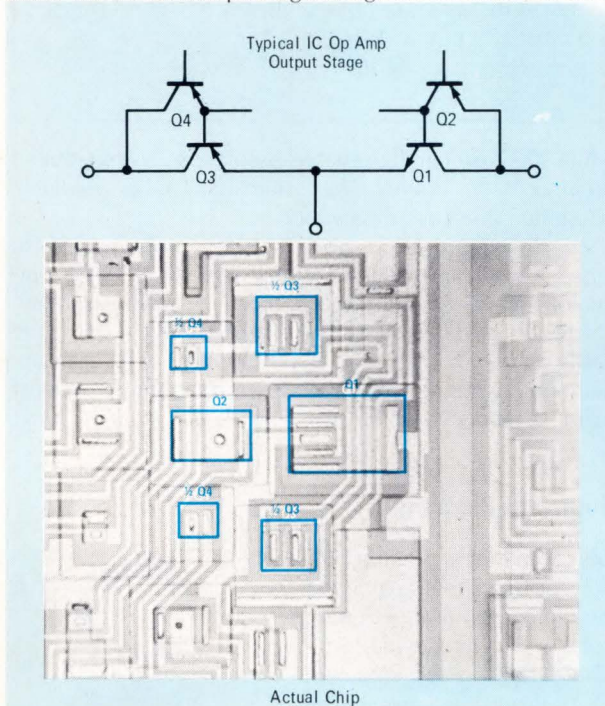 Typical IC Op Amp
Output Stage
Q4
Q2
Q3
Q1
½ Q3
½ Q4
Q1
Q2
½ Q4
½ Q3
Actual Chip